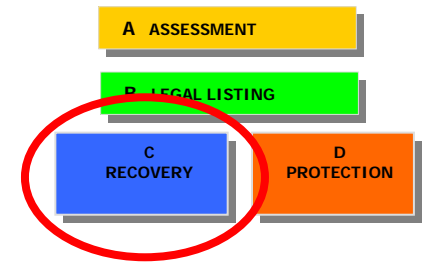 A ASSESSMENT
B LEGAL LISTING
C
RECOVERY
D
PROTECTION